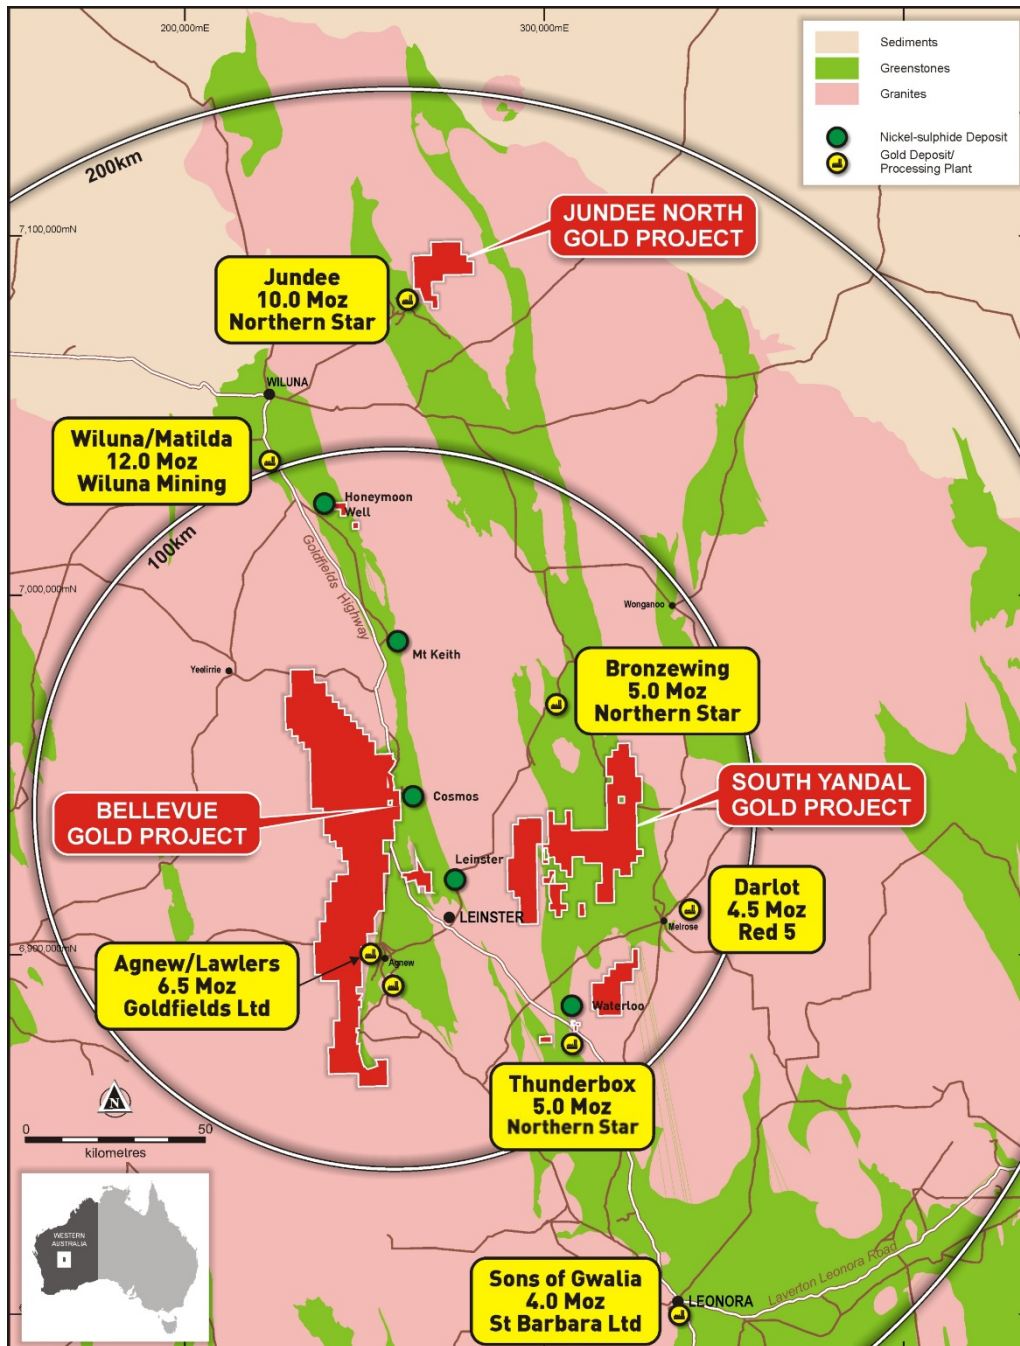 200,000mE
300,000mE
Sediments
Greenstones
Granites
Nickel-sulphide Deposit
Gold Deposit/
Processing Plant
200km
7,100,000mN
JUNDEE NORTH
GOLD PROJECT
Jundee
10.0 Moz
Northern Star
WILUNA
Wiluna/Matilda
12.0 Moz
Wiluna Mining
Honeymoon
Well
100km
Goldfields Highway
7,000,000mN
Wonganoo
Mt Keith
Yeelirrie
Bronzewing
5.0 Moz
Northern Star
SOUTH YANDAL
GOLD PROJECT
BELLEVUE
GOLD PROJECT
Cosmos
Leinster
LEINSTER
Darlot
4.5 Moz
Red 5
Melrose
6,900,000mN
Agnew
Agnew/Lawlers
6.5 Moz
Goldfields Ltd
Waterloo
Thunderbox
5.0 Moz
Northern Star
N
0 50
kilometres
WESTERN
AUSTRALIA
Laverton Leonora Road
Sons of Gwalia
4.0 Moz
St Barbara Ltd
LEONORA